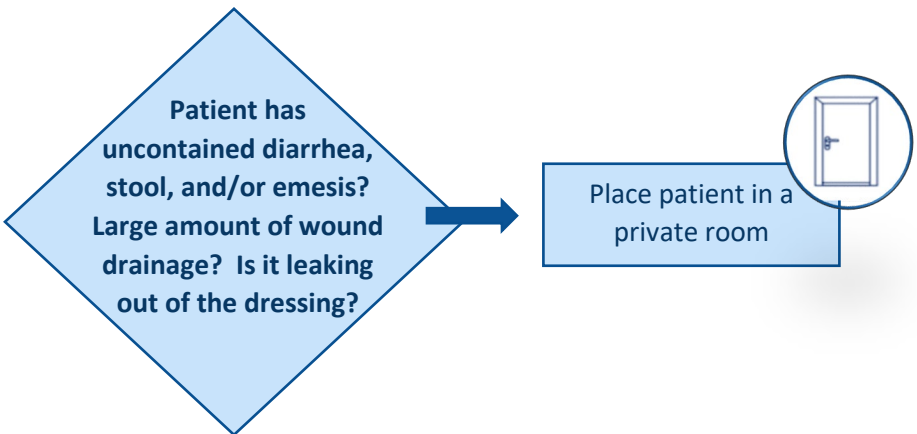 Patient has
uncontained diarrhea,
stool, and/or emesis?
Large amount of wound
drainage?  Is it leaking
out of the dressing?
Place patient in a
private room